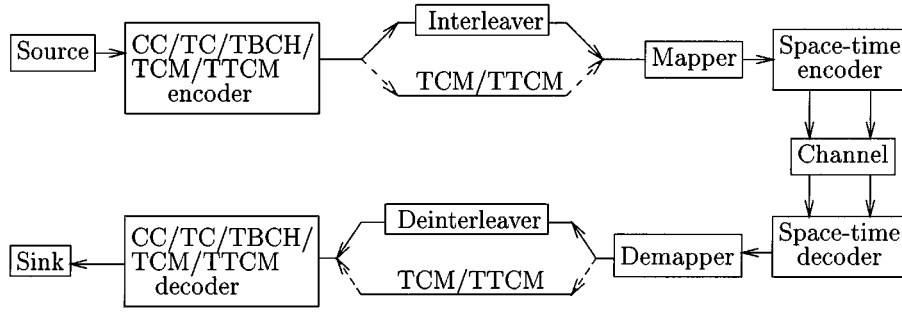 Source
CC/TC/TBCH/
TCM/TTCM
encoder
Interleaver
TCM/TTCM
Mapper
Space-time
encoder
Channel
Space-time
decoder
Demapper
Deinterleaver
TCM/TTCM
CC/TC/TBCH/
TCM/TTCM
decoder
Sink